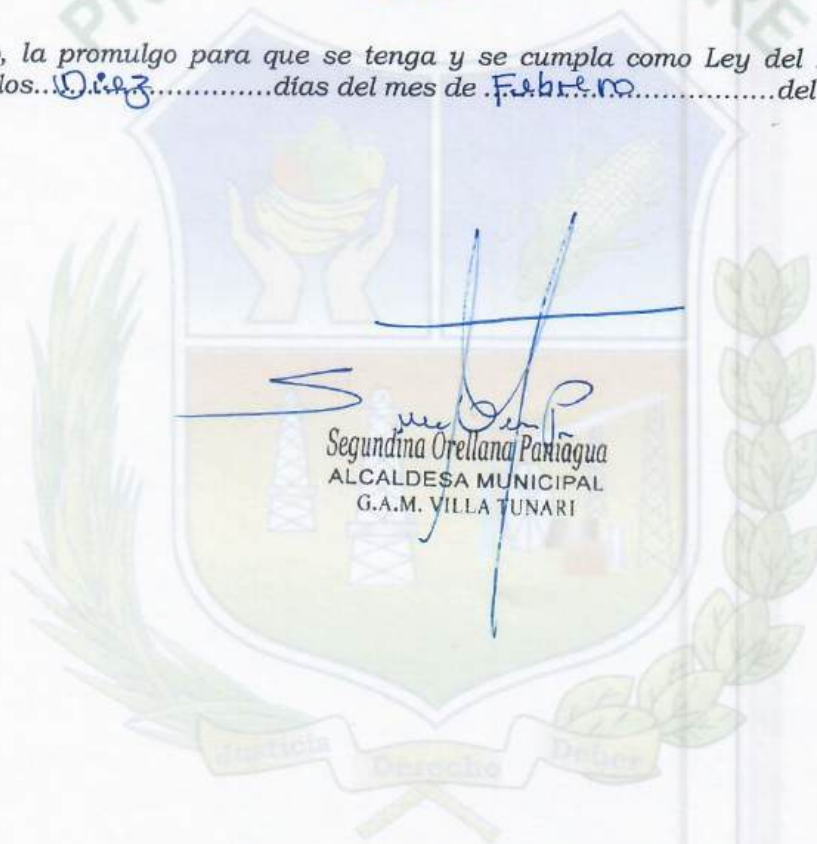 , la promulgo para que se tenga y se cumpla como Ley del
los..Diez..............días del mes de .Febrero.................del
Segundina Orellana Paniagua
ALCALDESA MUNICIPAL
G.A.M. VILLA TUNARI
Justicia
Derecho
Deber